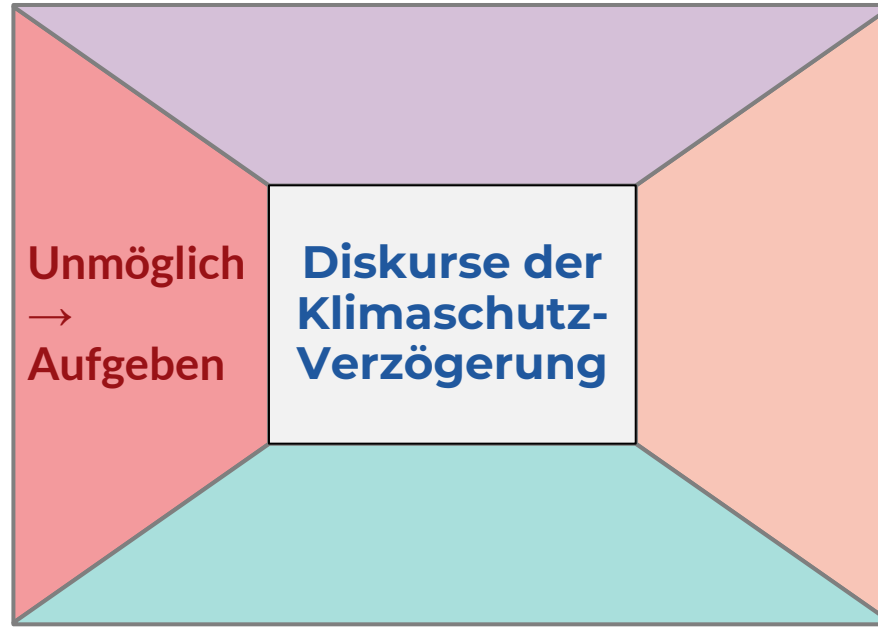 Unmöglich
→
Aufgeben
Diskurse der
Klimaschutz-
Verzögerung